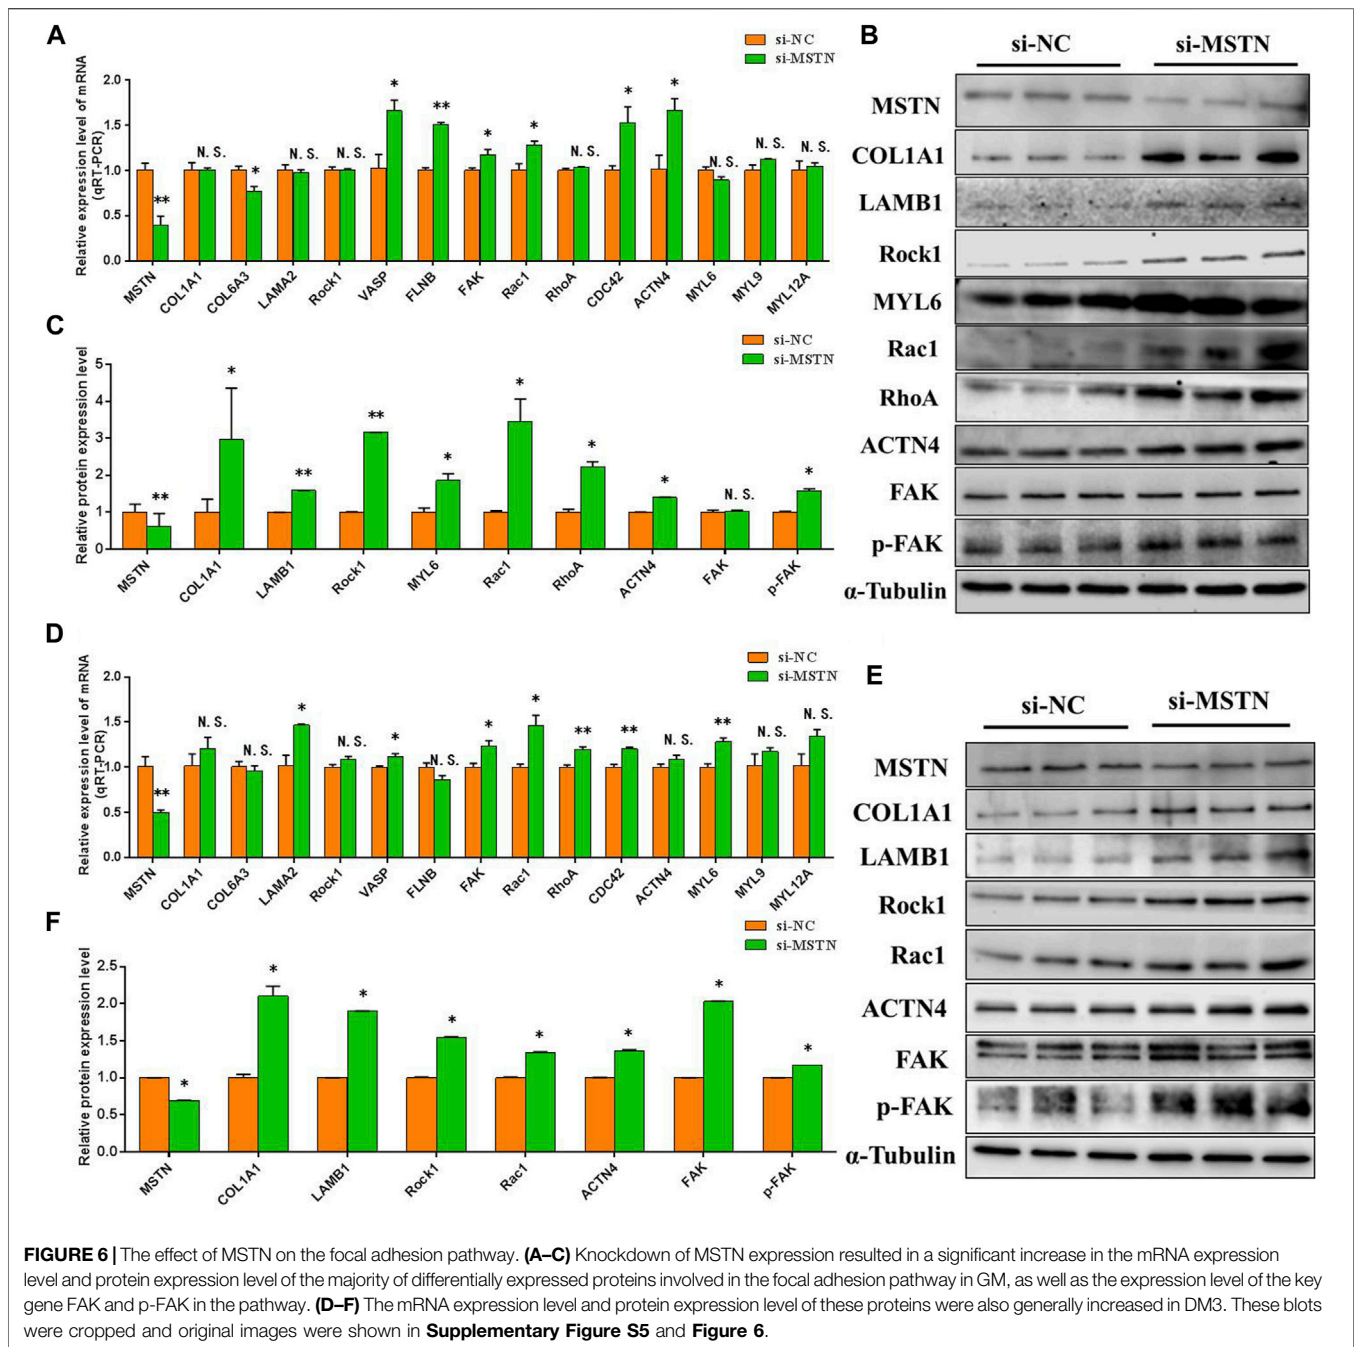 A
si-NC
si-MSTN
Relative expression level of mRNA
(qRT-PCR)
2.0
1.5
1.0
0.5
0.0
** N. S. * N. S. N. S. * ** * * N. S. * * N. S. N. S. N. S.
MSTN COL1A1 COL6A3 LAMA2 Rock1 VASP FLNB FAK Rac1 RhoA CDC42 ACTN4 MYL6 MYL9 MYL12A
B
si-NC si-MSTN
MSTN
COL1A1
LAMB1
Rock1
MYL6
Rac1
RhoA
ACTN4
FAK
p-FAK
α-Tubulin
C
si-NC
si-MSTN
Relative protein expression level
5
4
3
2
1
0
** * ** ** * * * * N. S. *
MSTN COL1A1 LAMB1 Rock1 MYL6 Rac1 RhoA ACTN4 FAK p-FAK
D
si-NC
si-MSTN
Relative expression level of mRNA
(qRT-PCR)
2.0
1.5
1.0
0.5
0.0
** N. S. N. S. * N. S. * N. S. * * ** ** N. S. ** N. S. N. S.
MSTN COL1A1 COL6A3 LAMA2 Rock1 VASP FLNB FAK Rac1 RhoA CDC42 ACTN4 MYL6 MYL9 MYL12A
E
si-NC si-MSTN
MSTN
COL1A1
LAMB1
Rock1
Rac1
ACTN4
FAK
p-FAK
α-Tubulin
F
si-NC
si-MSTN
Relative protein expression level
2.5
2.0
1.5
1.0
0.5
0.0
* * * * * * * *
MSTN COL1A1 LAMB1 Rock1 Rac1 ACTN4 FAK p-FAK
FIGURE 6 | The effect of MSTN on the focal adhesion pathway. (A–C) Knockdown of MSTN expression resulted in a significant increase in the mRNA expression
level and protein expression level of the majority of differentially expressed proteins involved in the focal adhesion pathway in GM, as well as the expression level of the key
gene FAK and p-FAK in the pathway. (D–F) The mRNA expression level and protein expression level of these proteins were also generally increased in DM3. These blots
were cropped and original images were shown in Supplementary Figure S5 and Figure 6.